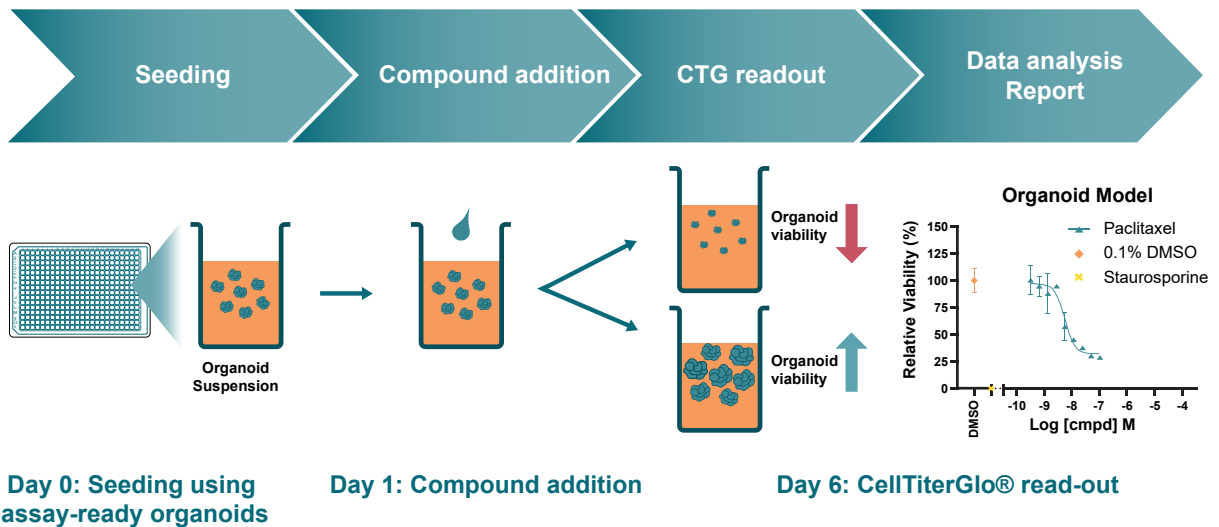 Seeding
Compound addition
CTG readout
Data analysis
Report
Organoid
Suspension
Organoid
viability
Organoid
viability
Organoid Model
Relative Viability (%)
150
125
100
75
50
25
0
Paclitaxel
0.1% DMSO
Staurosporine
DMSO
-10
-9
-8
-7
-6
-5
-4
Log [cmpd] M
Day 0: Seeding using
assay-ready organoids
Day 1: Compound addition
Day 6: CellTiterGlo® read-out